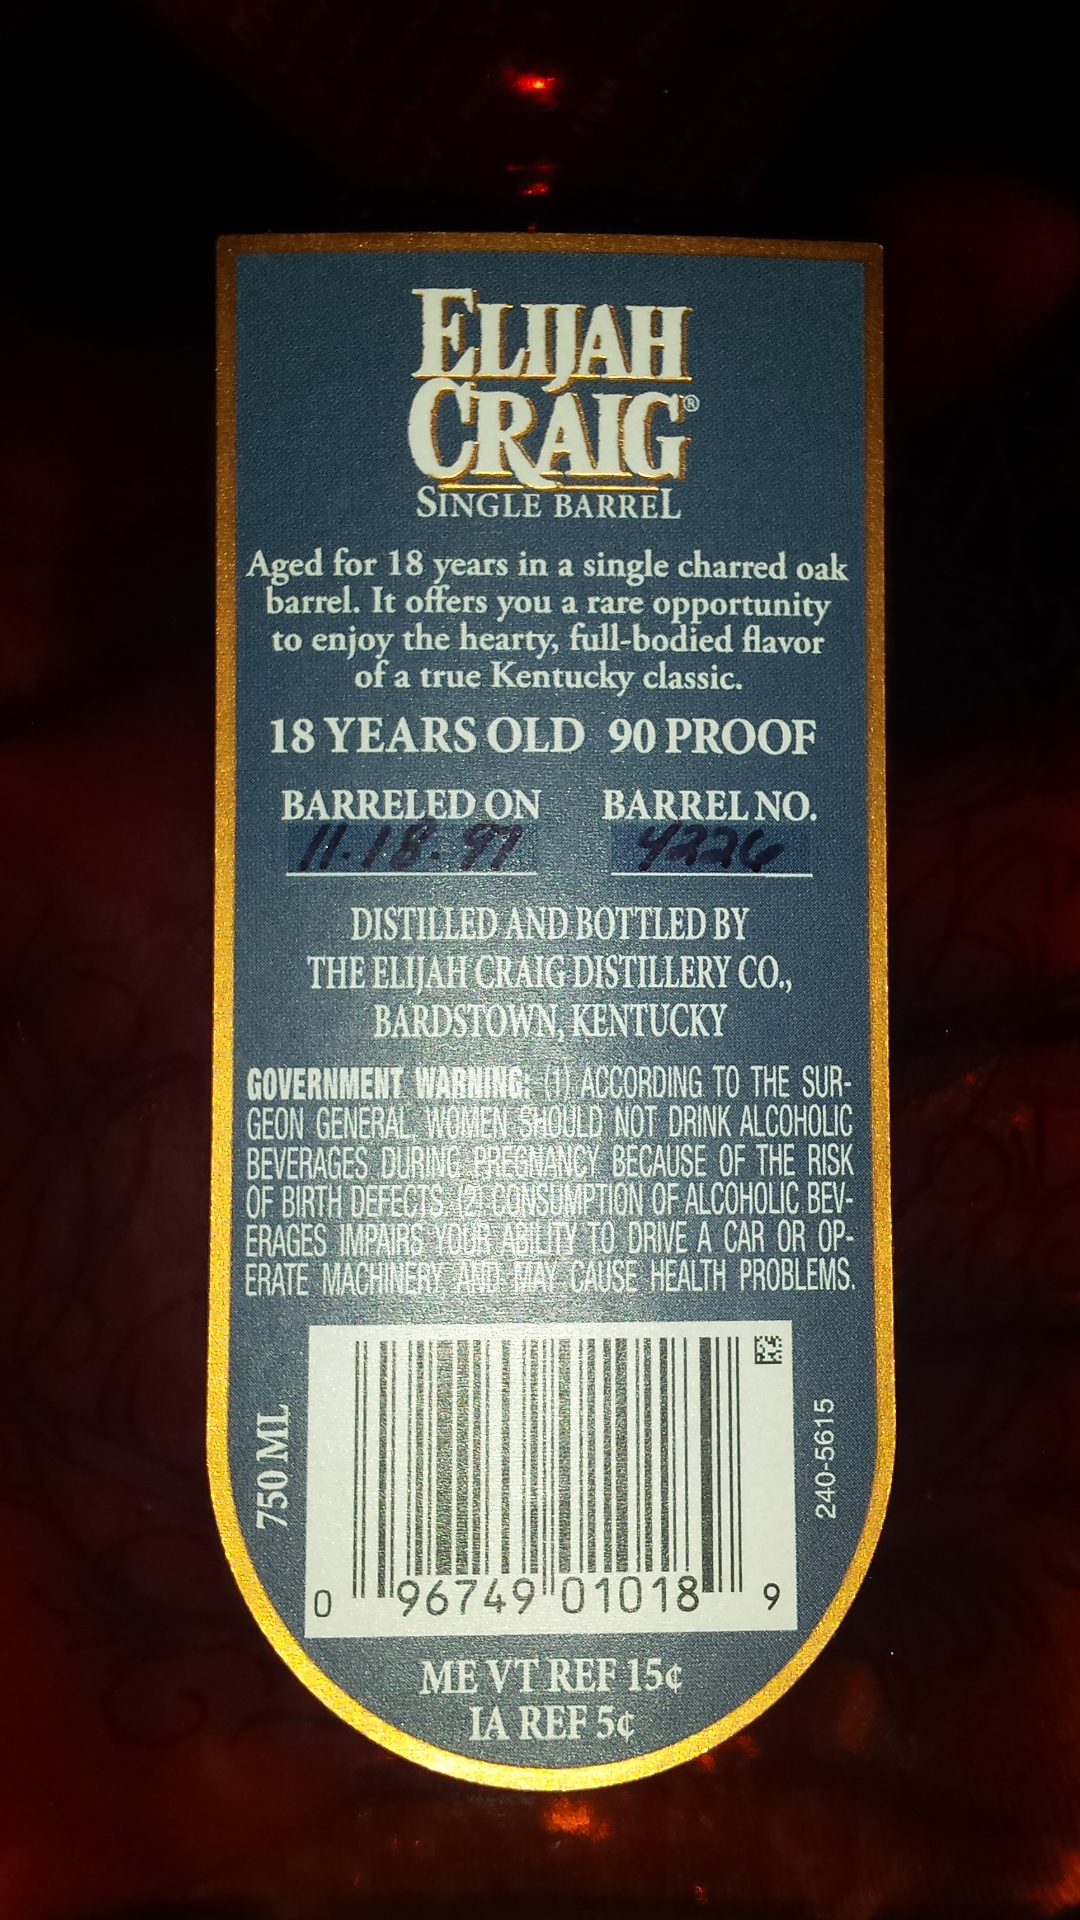 ELIJAH
CRAIG®
SINGLE BARREL
Aged for 18 years in a single charred oak
barrel. It offers you a rare opportunity
to enjoy the hearty, full-bodied flavor
of a true Kentucky classic.
18 YEARS OLD 90 PROOF
BARRELED ON BARREL NO.
11.18.97 4226
DISTILLED AND BOTTLED BY
THE ELIJAH CRAIG DISTILLERY CO.,
BARDSTOWN, KENTUCKY
GOVERNMENT WARNING: (1) ACCORDING TO THE SUR-
GEON GENERAL, WOMEN SHOULD NOT DRINK ALCOHOLIC
BEVERAGES DURING PREGNANCY BECAUSE OF THE RISK
OF BIRTH DEFECTS. (2) CONSUMPTION OF ALCOHOLIC BEV-
ERAGES IMPAIRS YOUR ABILITY TO DRIVE A CAR OR OP-
ERATE MACHINERY, AND MAY CAUSE HEALTH PROBLEMS.
750 ML
240-5615
0 96749 01018 9
ME VT REF 15¢
IA REF 5¢